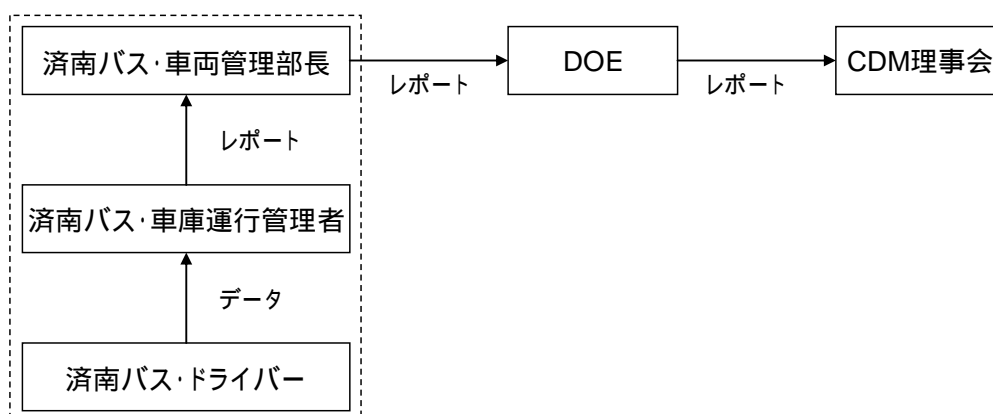 済南バス・車両管理部長
レポート
DOE
レポート
CDM理事会
レポート
済南バス・車庫運行管理者
データ
済南バス・ドライバー